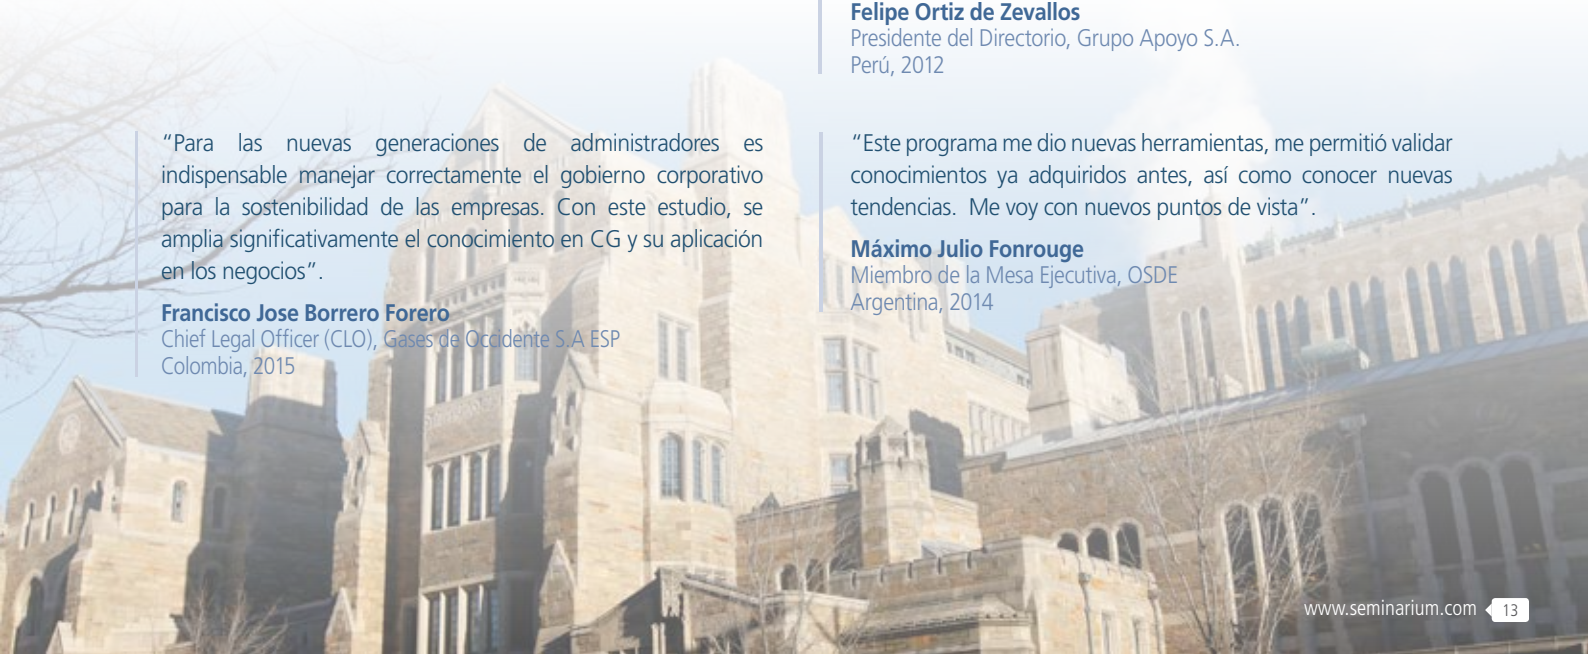 Felipe Ortiz de Zevallos
Presidente del Directorio, Grupo Apoyo S.A.
Perú, 2012
“Para las nuevas generaciones de administradores es
indispensable manejar correctamente el gobierno corporativo
para la sostenibilidad de las empresas. Con este estudio, se
amplia significativamente el conocimiento en CG y su aplicación
en los negocios”.
Francisco Jose Borrero Forero
Chief Legal Officer (CLO), Gases de Occidente S.A ESP
Colombia, 2015
“Este programa me dio nuevas herramientas, me permitió validar
conocimientos ya adquiridos antes, así como conocer nuevas
tendencias.  Me voy con nuevos puntos de vista”.
Máximo Julio Fonrouge
Miembro de la Mesa Ejecutiva, OSDE
Argentina, 2014
www.seminarium.com 13